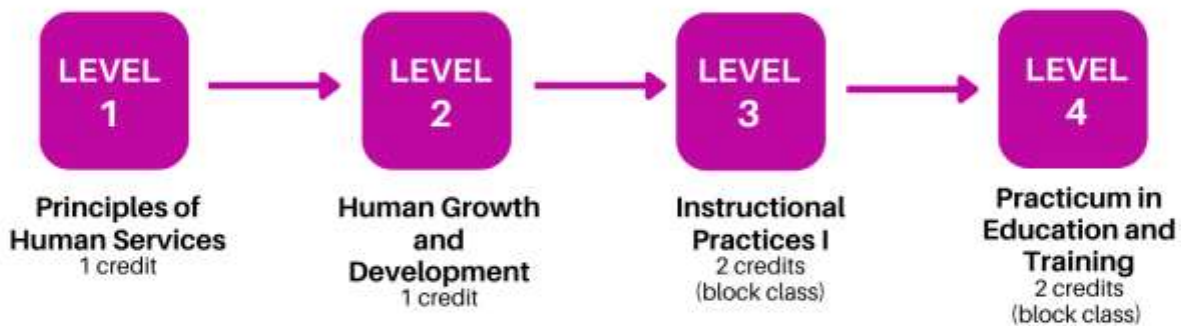 LEVEL
1
LEVEL
2
LEVEL
3
LEVEL
4
Principles of
Human Services
1 credit
Human Growth
and
Development
1 credit
Instructional
Practices I
2 credits
(block class)
Practicum in
Education and
Training
2 credits
(block class)